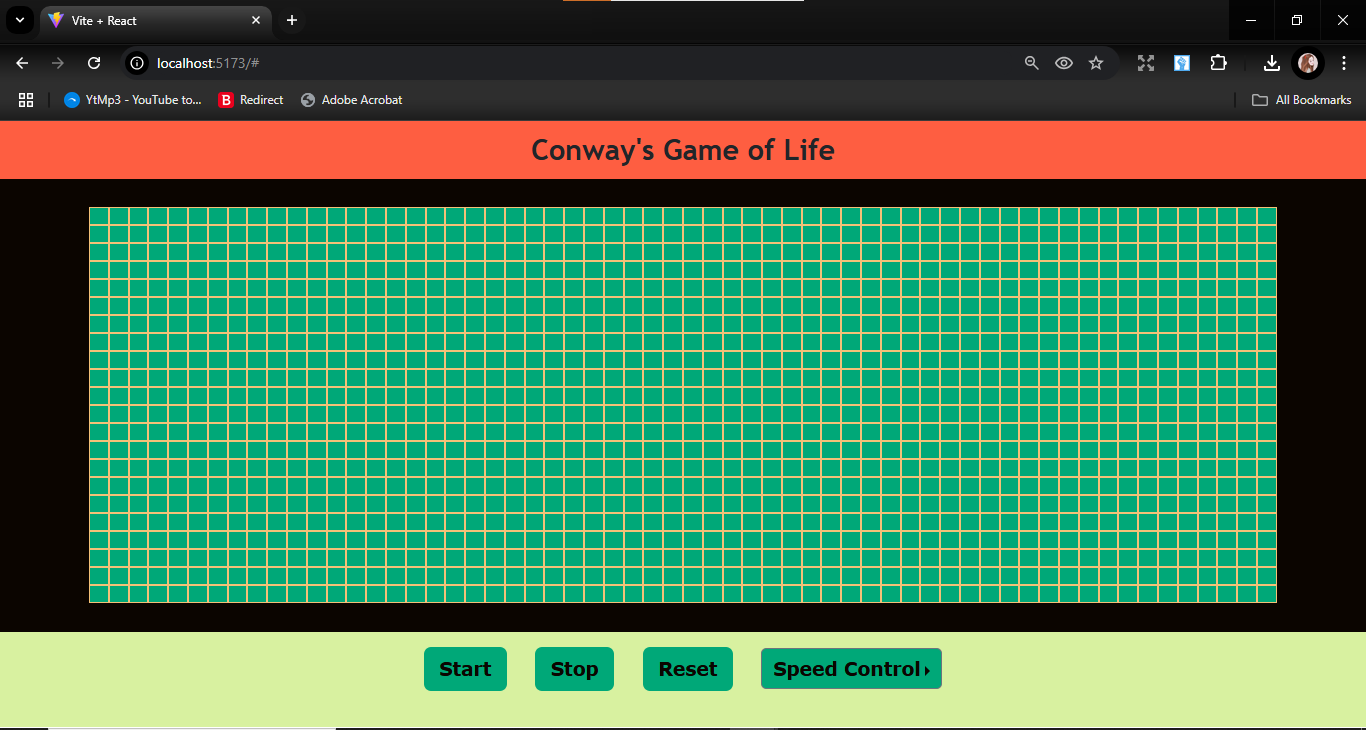 Vite + React
localhost:5173/#
YtMp3 - YouTube to...
B Redirect
Adobe Acrobat
All Bookmarks
Conway's Game of Life
Start
Stop
Reset
Speed Control